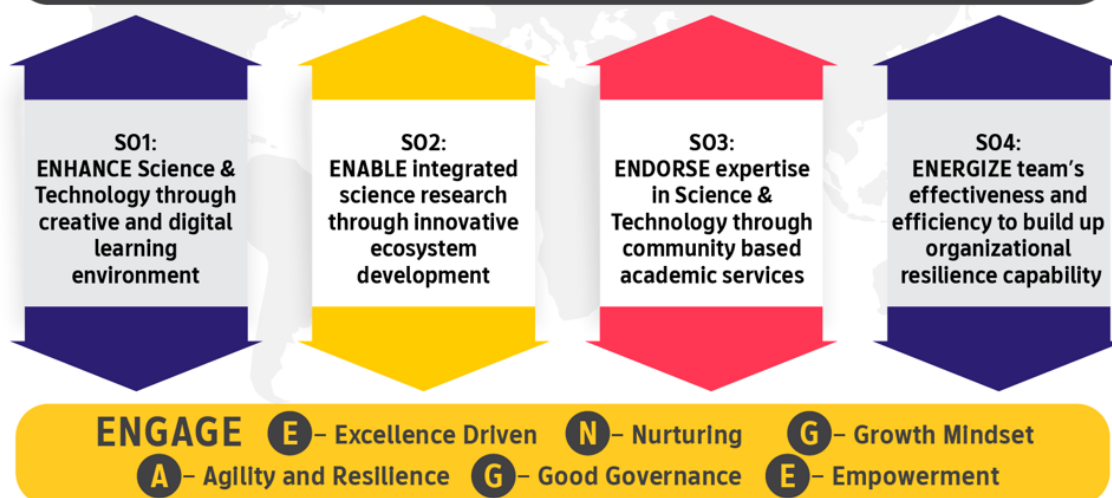 SO1:
ENHANCE Science &
Technology through
creative and digital
learning
environment
SO2:
ENABLE integrated
science research
through innovative
ecosystem
development
SO3:
ENDORSE expertise
in Science &
Technology through
community based
academic services
SO4:
ENERGIZE team's
effectiveness and
efficiency to build up
organizational
resilience capability
ENGAGE E – Excellence Driven N – Nurturing G – Growth Mindset
A – Agility and Resilience G – Good Governance E – Empowerment